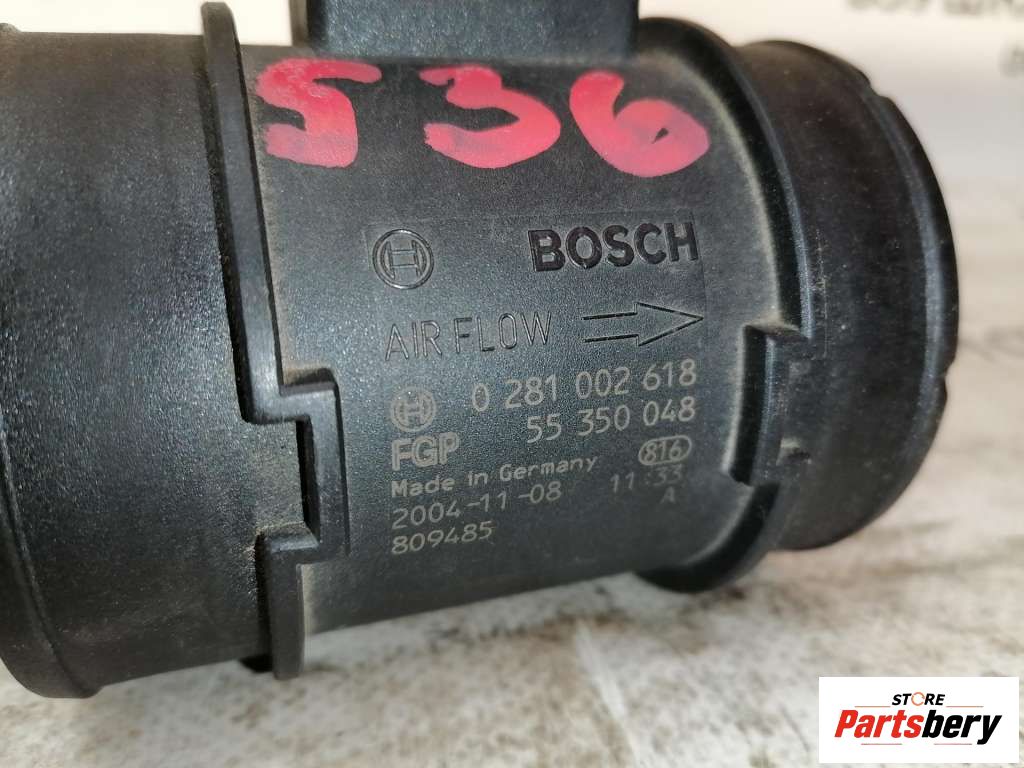 536
BOSCH
AIR FLOW
0 281 002 618
FGP 55 350 048
Made in Germany 816
2004-11-08 11:33
809485 A
STORE
Partsbery